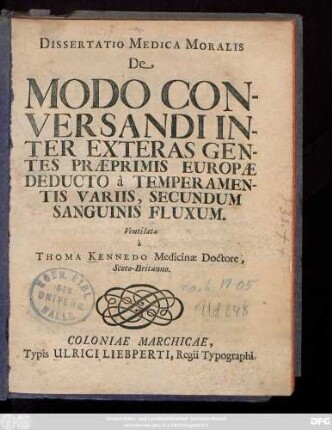 DISSERTATIO MEDICA MORALIS
De
MODO CON-
VERSANDI IN-
TER EXTERAS GEN-
TES PRÆPRIMIS EUROPÆ
DEDUCTO à TEMPERAMEN-
TIS VARIIS, SECUNDUM
SANGUINIS FLUXUM.
Ventilata
à
THOMA KENNEDO Medicinæ Doctore,
Scoto-Britanno.
COLONIAE MARCHICAE,
Typis ULRICI LIEBPERTI, Regii Typographi.